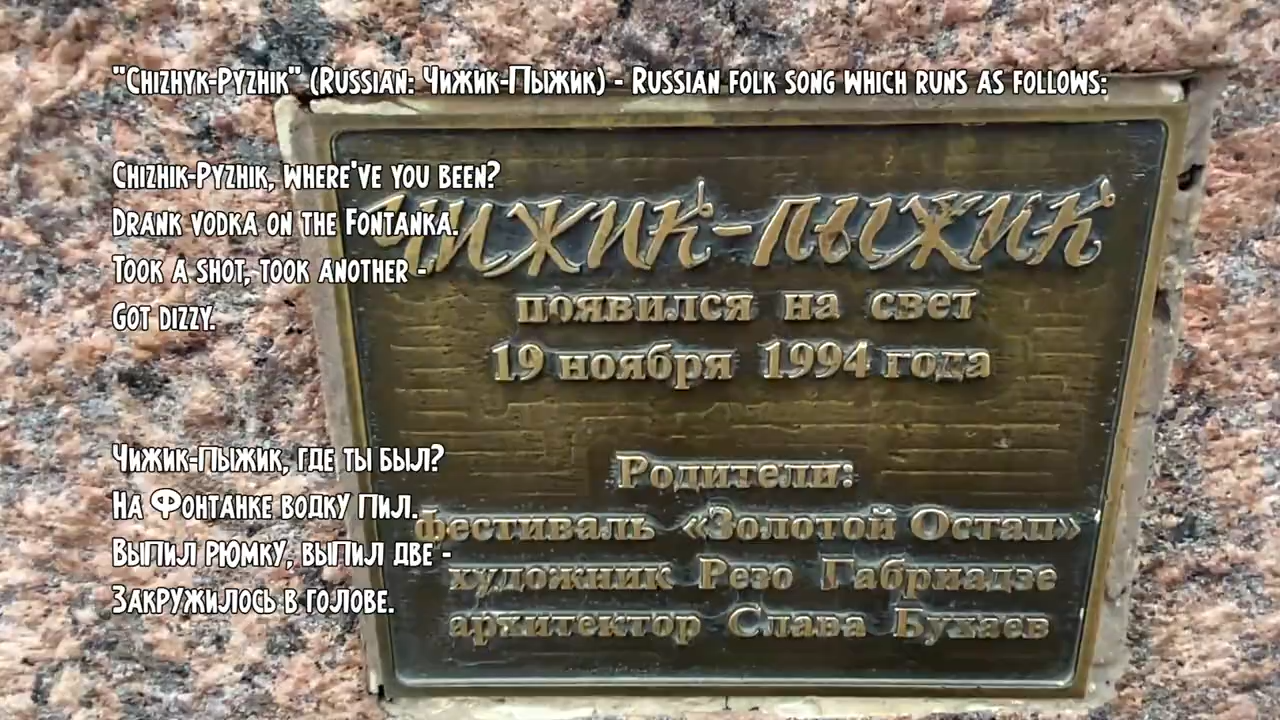 "Chizhyk-Pyzhik" (Russian: Чижик-Пыжик) - Russian folk song which runs as follows:
Chizhik-Pyzhik, where've you been?
Drank vodka on the Fontanka.
Took a shot, took another -
Got dizzy.
Чижик-пыжик, где ты был?
На Фонтанке водку пил.
Выпил рюмку, выпил две -
Закружилось в голове.
Чижик-пыжик
появился на свет
19 ноября 1994 года
Родители:
фестиваль «Золотой Остап»
художник Резо Габриадзе
архитектор Слава Бухаев